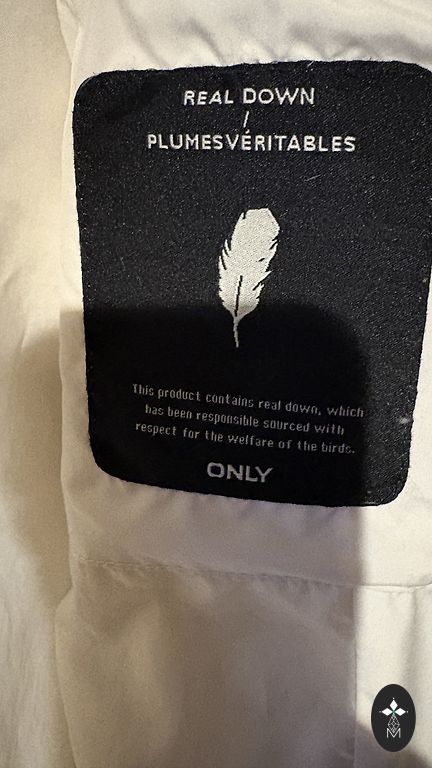 REAL DOWN
/
PLUMESVÉRITABLES
This product contains real down, which
has been responsible sourced with
respect for the welfare of the birds.
ONLY
M